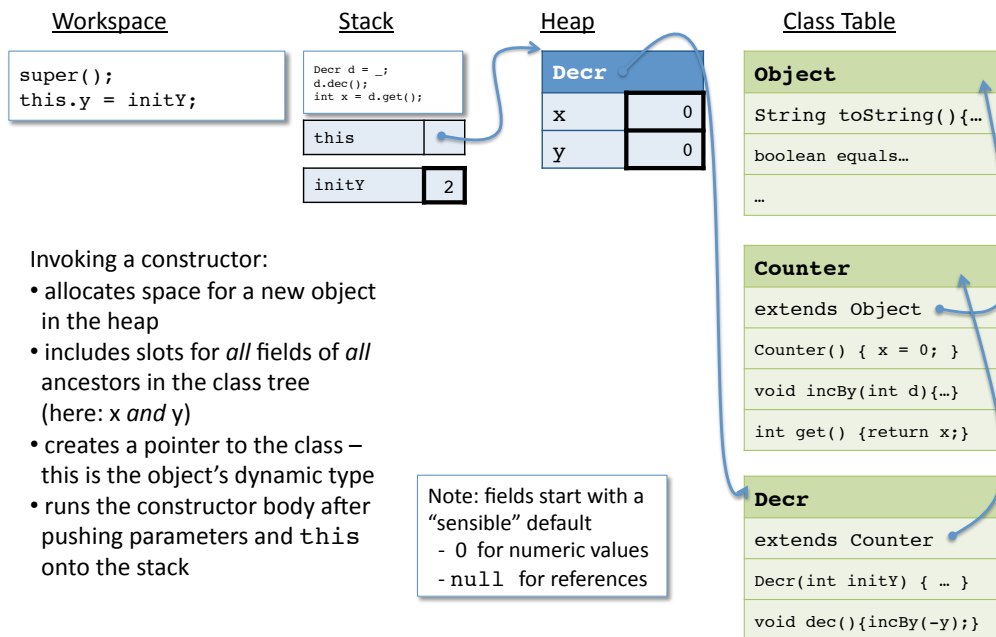 Workspace
Stack
Heap
Class Table
super();
this.y = initY;
Decr d = _;
d.dec();
int x = d.get();
this
initY 2
Decr
x 0
y 0
Object
String toString(){…
boolean equals…
…
Counter
extends Object
Counter() { x = 0; }
void incBy(int d){…}
int get() {return x;}
Decr
extends Counter
Decr(int initY) { … }
void dec(){incBy(-y);}
Invoking a constructor:
• allocates space for a new object
in the heap
• includes slots for all fields of all
ancestors in the class tree
(here: x and y)
• creates a pointer to the class –
this is the object's dynamic type
• runs the constructor body after
pushing parameters and this
onto the stack
Note: fields start with a
“sensible” default
- 0 for numeric values
- null for references